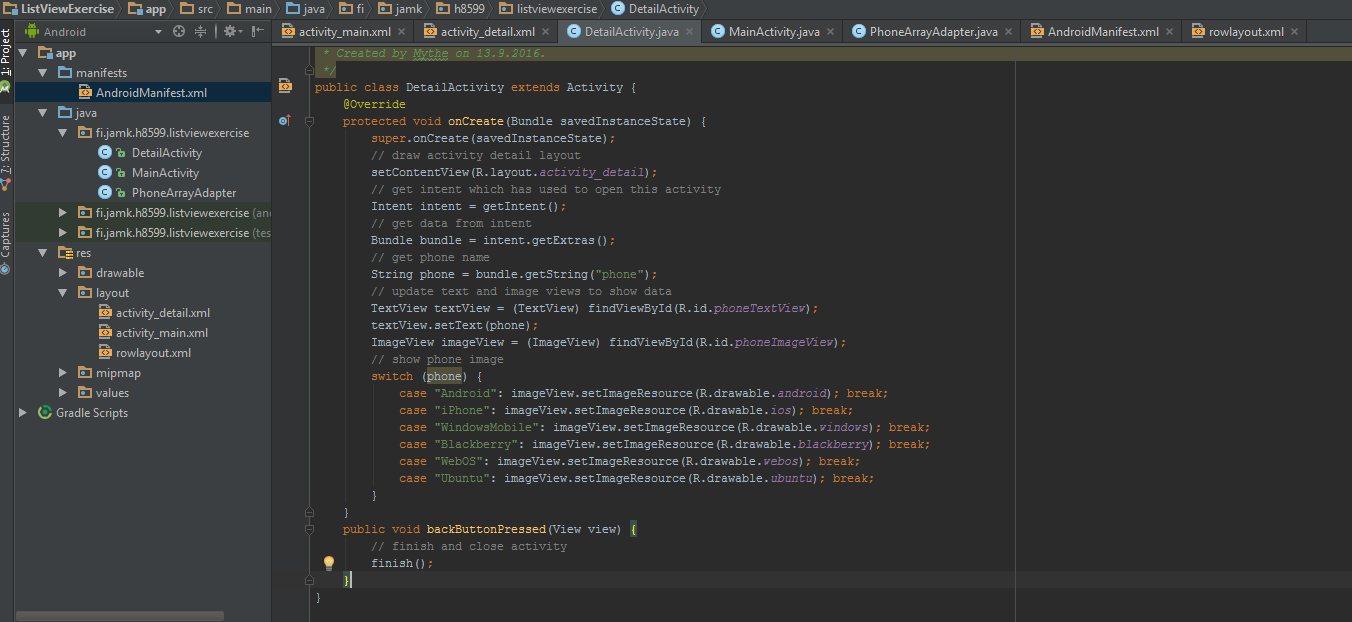 ListViewExercise app src main java fi jamk h8599 listviewexercise DetailActivity
Android
activity_main.xml activity_detail.xml DetailActivity.java MainActivity.java PhoneArrayAdapter.java AndroidManifest.xml rowlayout.xml
1: Project
7: Structure
Captures
app
manifests
AndroidManifest.xml
java
fi.jamk.h8599.listviewexercise
DetailActivity
MainActivity
PhoneArrayAdapter
fi.jamk.h8599.listviewexercise (an
fi.jamk.h8599.listviewexercise (tes
res
drawable
layout
activity_detail.xml
activity_main.xml
rowlayout.xml
mipmap
values
Gradle Scripts
* Created by Mythe on 13.9.2016.
*/
public class DetailActivity extends Activity {
@Override
protected void onCreate(Bundle savedInstanceState) {
super.onCreate(savedInstanceState);
// draw activity detail layout
setContentView(R.layout.activity_detail);
// get intent which has used to open this activity
Intent intent = getIntent();
// get data from intent
Bundle bundle = intent.getExtras();
// get phone name
String phone = bundle.getString("phone");
// update text and image views to show data
TextView textView = (TextView) findViewById(R.id.phoneTextView);
textView.setText(phone);
ImageView imageView = (ImageView) findViewById(R.id.phoneImageView);
// show phone image
switch (phone) {
case "Android": imageView.setImageResource(R.drawable.android); break;
case "iPhone": imageView.setImageResource(R.drawable.ios); break;
case "WindowsMobile": imageView.setImageResource(R.drawable.windows); break;
case "Blackberry": imageView.setImageResource(R.drawable.blackberry); break;
case "WebOS": imageView.setImageResource(R.drawable.webos); break;
case "Ubuntu": imageView.setImageResource(R.drawable.ubuntu); break;
}
}
public void backButtonPressed(View view) {
// finish and close activity
finish();
}
}